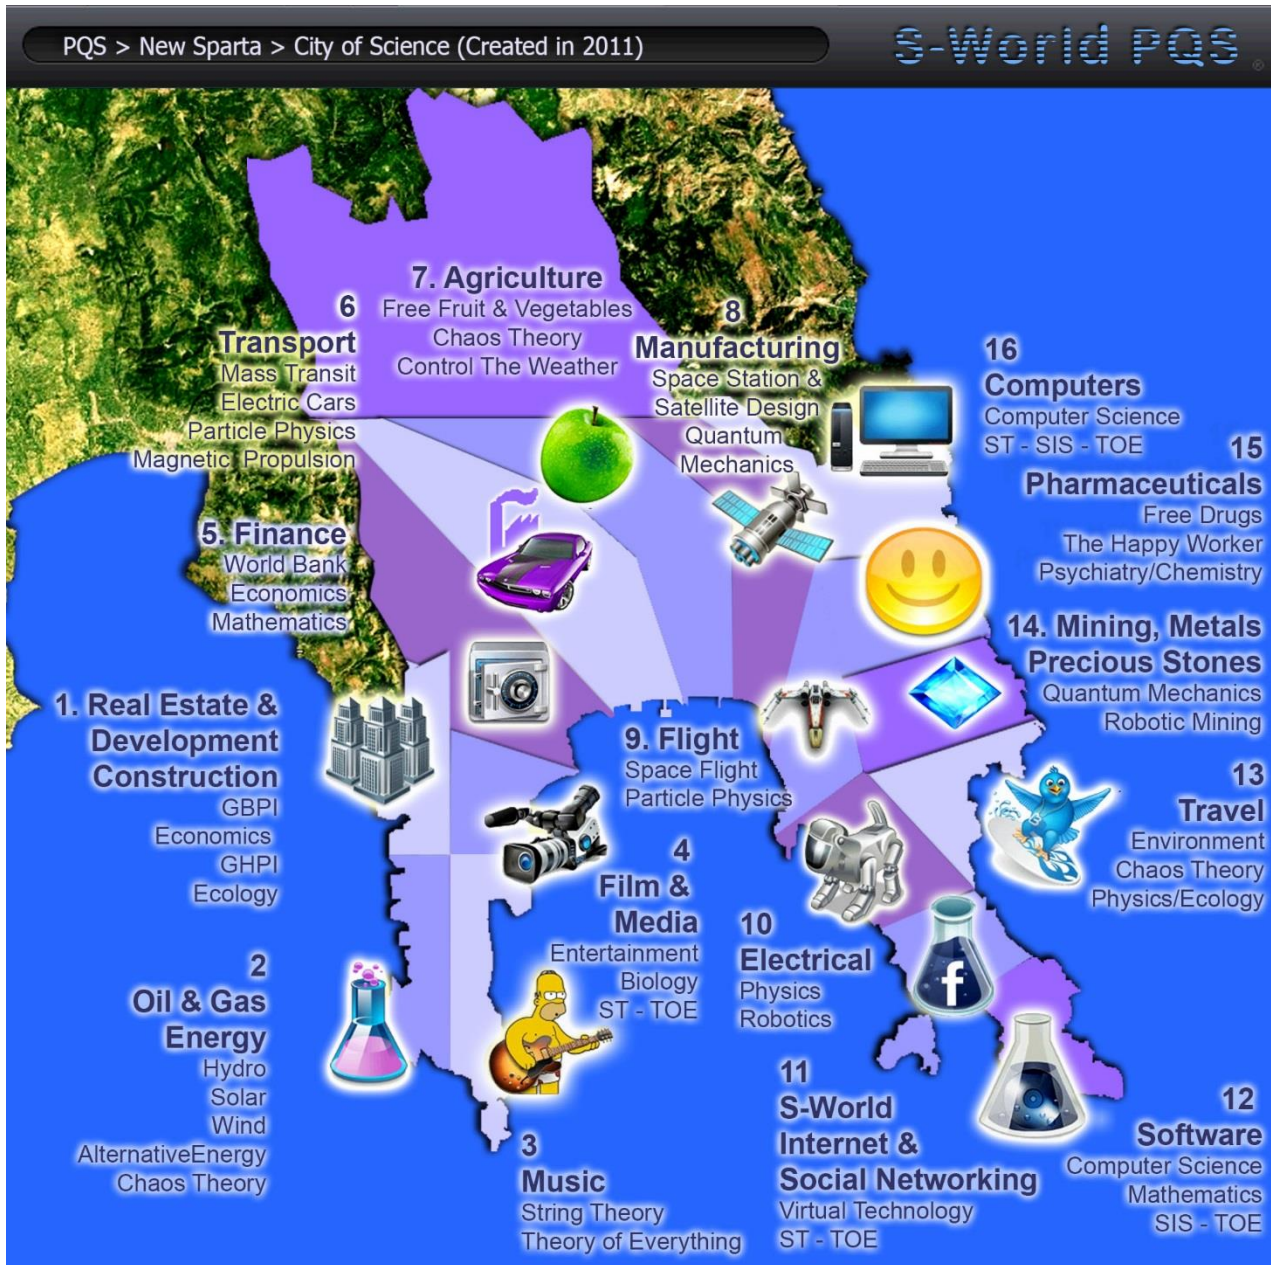 PQS > New Sparta > City of Science (Created in 2011)
S-World PQS
®
7. Agriculture
Free Fruit & Vegetables
Chaos Theory
Control The Weather
6
Transport
Mass Transit
Electric Cars
Particle Physics
Magnetic Propulsion
8
Manufacturing
Space Station &
Satellite Design
Quantum
Mechanics
16
Computers
Computer Science
ST - SIS - TOE
15
Pharmaceuticals
Free Drugs
The Happy Worker
Psychiatry/Chemistry
5. Finance
World Bank
Economics
Mathematics
14. Mining, Metals
Precious Stones
Quantum Mechanics
Robotic Mining
1. Real Estate &
Development
Construction
GBPI
Economics
GHPI
Ecology
9. Flight
Space Flight
Particle Physics
13
Travel
Environment
Chaos Theory
Physics/Ecology
4
Film &
Media
Entertainment
Biology
ST - TOE
10
Electrical
Physics
Robotics
f
2
Oil & Gas
Energy
Hydro
Solar
Wind
AlternativeEnergy
Chaos Theory
3
Music
String Theory
Theory of Everything
11
S-World
Internet &
Social Networking
Virtual Technology
ST - TOE
12
Software
Computer Science
Mathematics
SIS - TOE